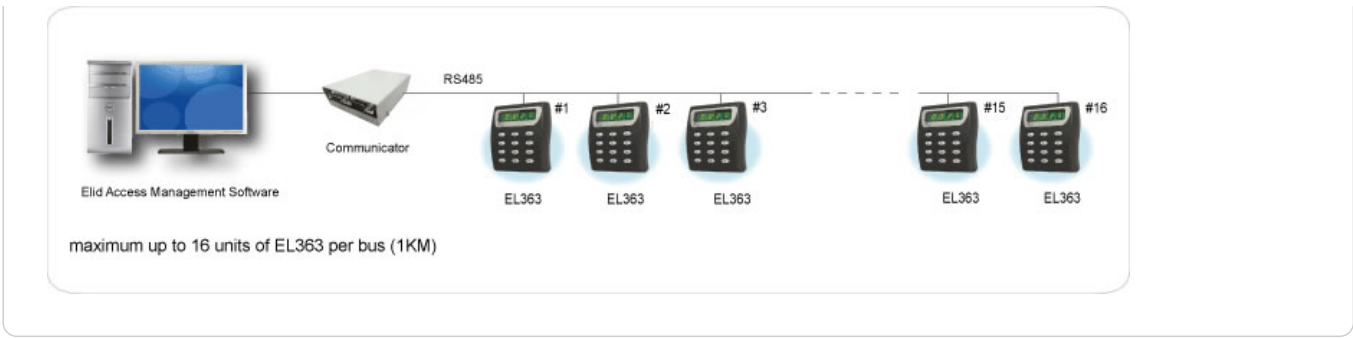 RS485
#1
#2
#3
#15
#16
Communicator
Elid Access Management Software
EL363
EL363
EL363
EL363
EL363
maximum up to 16 units of EL363 per bus (1KM)